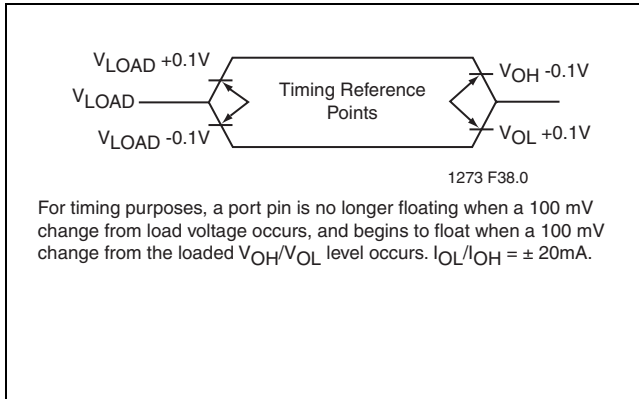 VLOAD +0.1V
VLOAD
VLOAD -0.1V
Timing Reference
Points
VOH -0.1V
VOL +0.1V
1273 F38.0
For timing purposes, a port pin is no longer floating when a 100 mV
change from load voltage occurs, and begins to float when a 100 mV
change from the loaded VOH/VOL level occurs. IOL/IOH = ± 20mA.